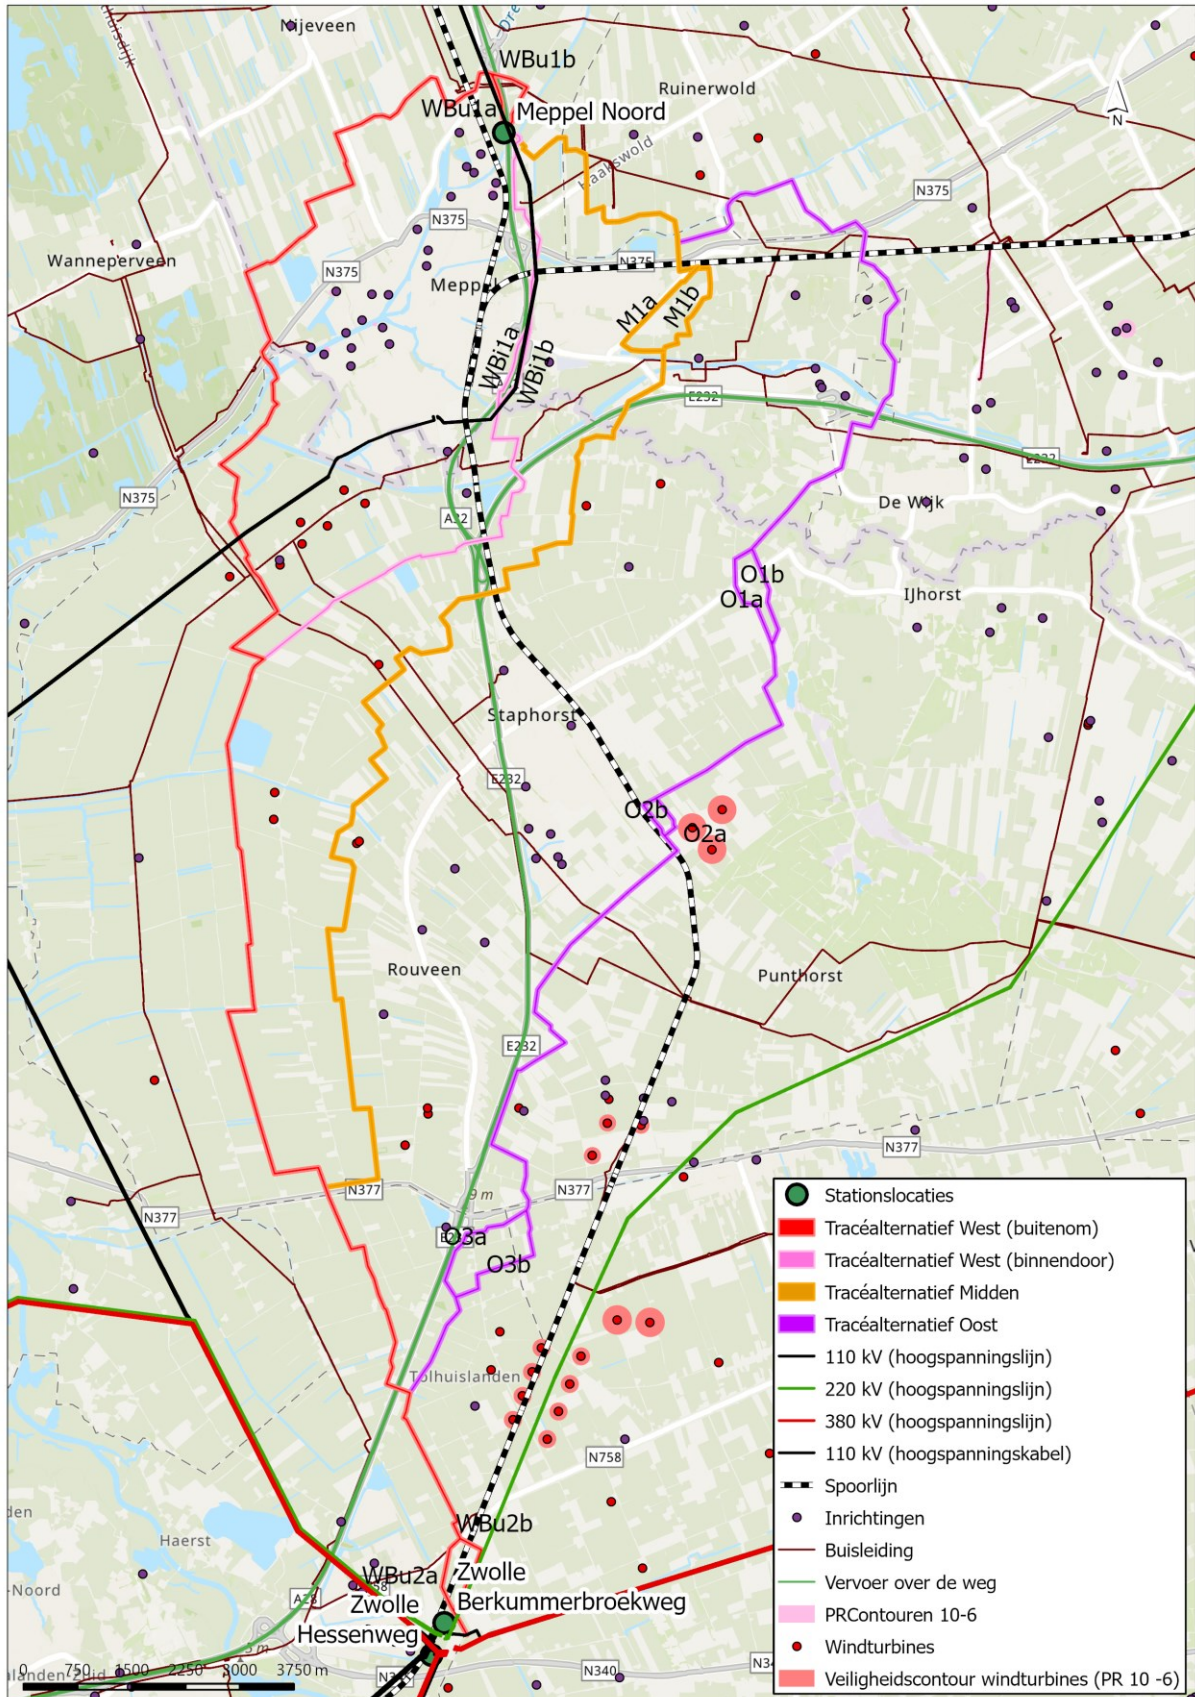 Nijeveen
WBu1b
Ruinerwold
WBu1a
Meppel Noord
N
Haakswold
N375
N375
Wanneperveen
N375
N375
Meppel
M1a
M1b
WBi1a
WBi1b
E232
E232
N375
De Wijk
A32
O1b
O1a
IJhorst
Staphorst
E232
O2b
O2a
Rouveen
Punthorst
E232
N377
N377
N377
N377
9 m
O3a
O3b
Tolhuislanden
N758
WBu2b
Haerst
WBu2a
Zwolle
Berkummerbroekweg
Zwolle
Hessenweg
A28
N340
0 750 1500 2250 3000 3750 m
Stationslocaties
Tracéalternatief West (buitenom)
Tracéalternatief West (binnendoor)
Tracéalternatief Midden
Tracéalternatief Oost
110 kV (hoogspanningslijn)
220 kV (hoogspanningslijn)
380 kV (hoogspanningslijn)
110 kV (hoogspanningskabel)
Spoorlijn
Inrichtingen
Buisleiding
Vervoer over de weg
PRContouren 10-6
Windturbines
Veiligheidscontour windturbines (PR 10 -6)